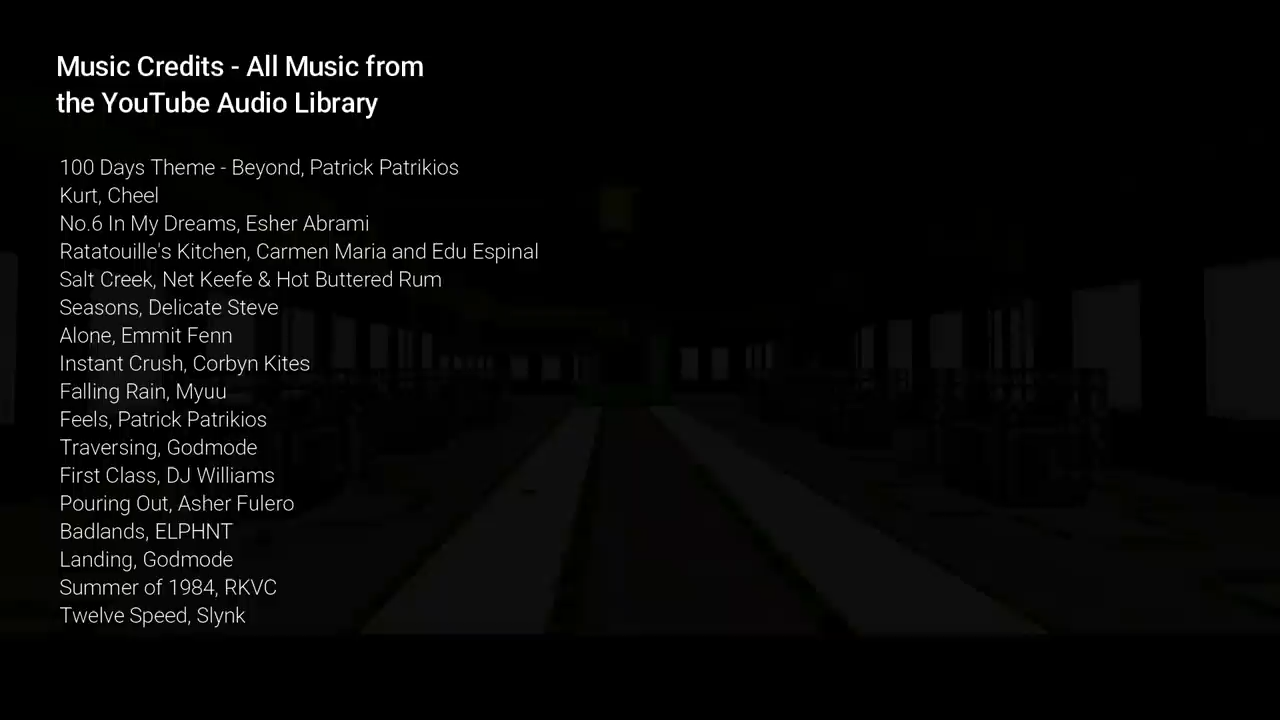 Music Credits - All Music from
the YouTube Audio Library
100 Days Theme - Beyond, Patrick Patrikios
Kurt, Cheel
No.6 In My Dreams, Esher Abrami
Ratatouille's Kitchen, Carmen Maria and Edu Espinal
Salt Creek, Net Keefe & Hot Buttered Rum
Seasons, Delicate Steve
Alone, Emmit Fenn
Instant Crush, Corbyn Kites
Falling Rain, Myuu
Feels, Patrick Patrikios
Traversing, Godmode
First Class, DJ Williams
Pouring Out, Asher Fulero
Badlands, ELPHNT
Landing, Godmode
Summer of 1984, RKVC
Twelve Speed, Slynk